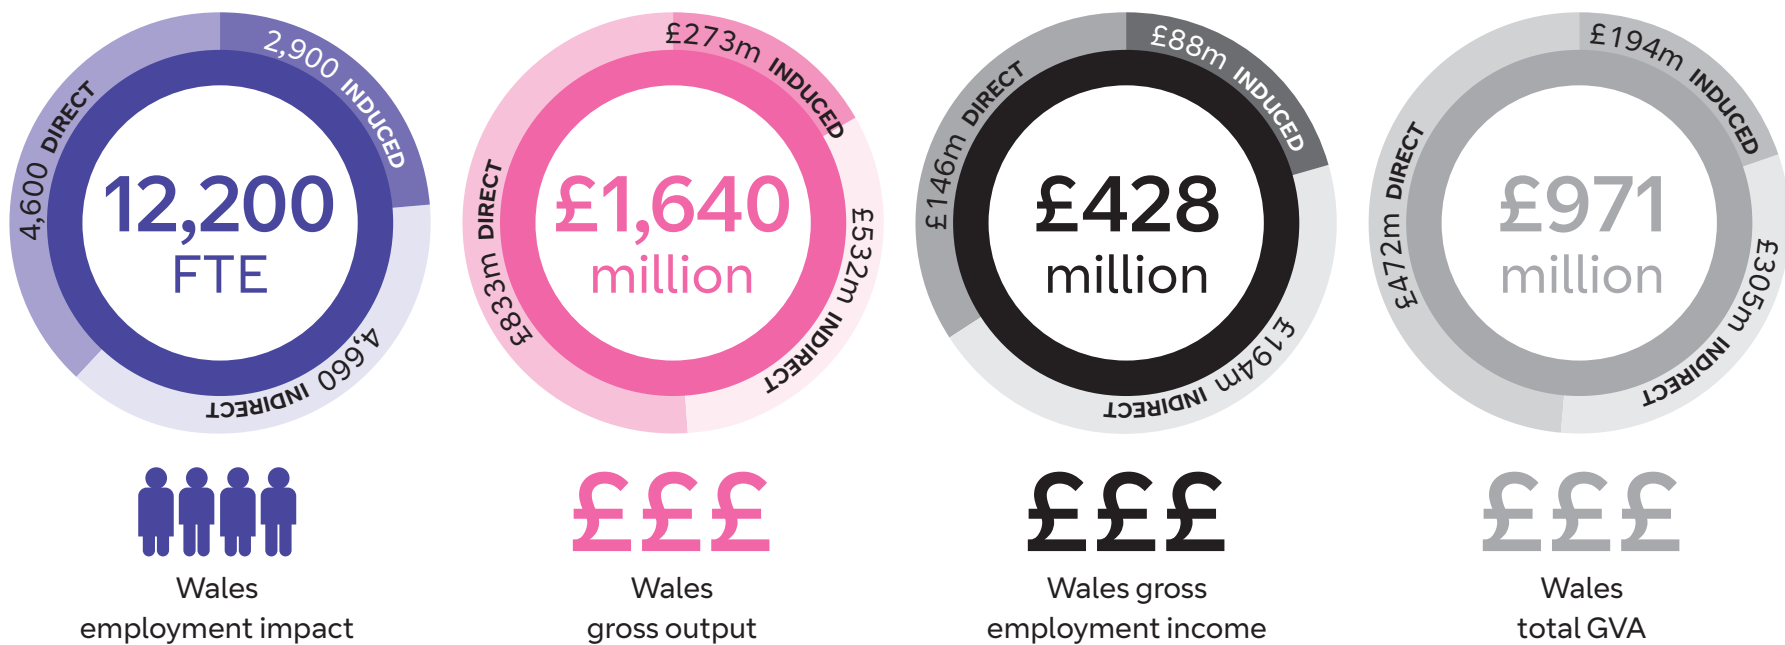 4,600 DIRECT
2,900 INDUCED
4,660 INDIRECT
12,200
FTE
Wales
employment impact
£833m DIRECT
£273m INDUCED
£532m INDIRECT
£1,640
million
£££
Wales
gross output
£146m DIRECT
£88m INDUCED
£194m INDIRECT
£428
million
£££
Wales gross
employment income
£472m DIRECT
£194m INDUCED
£305m INDIRECT
£971
million
£££
Wales
total GVA